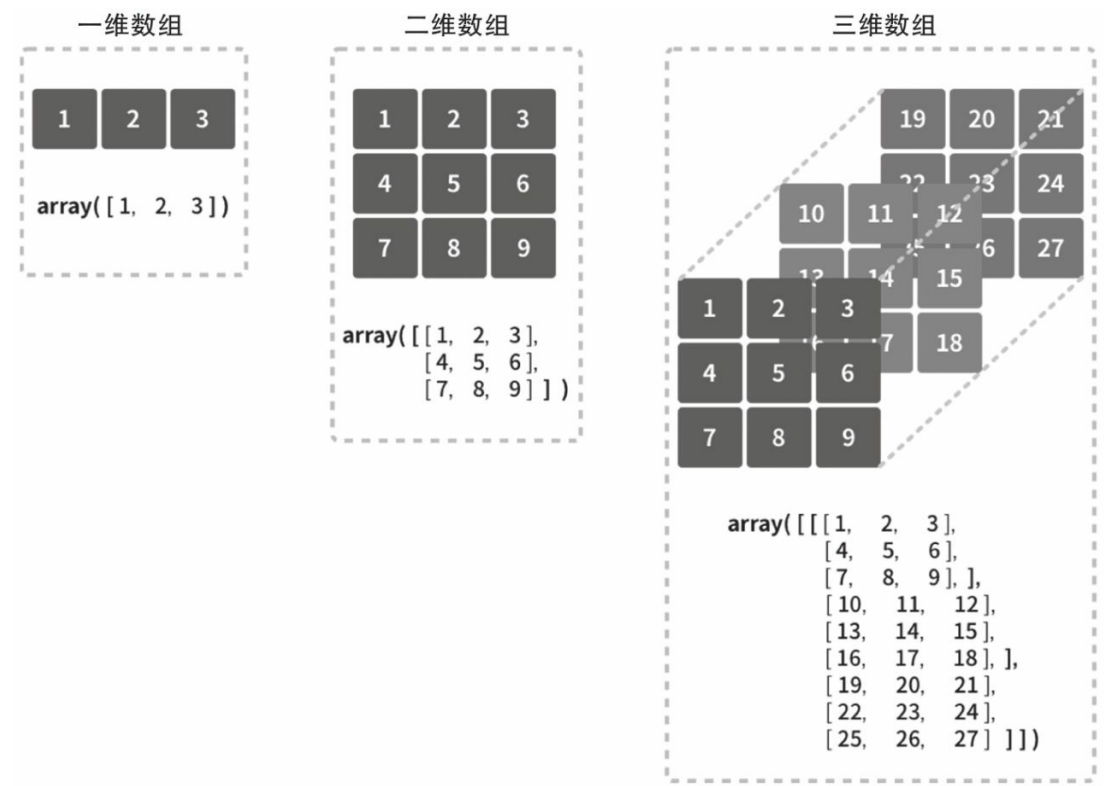 一维数组
1 2 3
array([1, 2, 3])
二维数组
1 2 3
4 5 6
7 8 9
array([[1, 2, 3],
[4, 5, 6],
[7, 8, 9]])
三维数组
19 20 21
22 23 24
27
10 11 12
13 14 15
18
1 2 3
4 5 6
7 8 9
array([[[1, 2, 3],
[4, 5, 6],
[7, 8, 9],],
[10, 11, 12],
[13, 14, 15],
[16, 17, 18],],
[19, 20, 21],
[22, 23, 24],
[25, 26, 27]]])